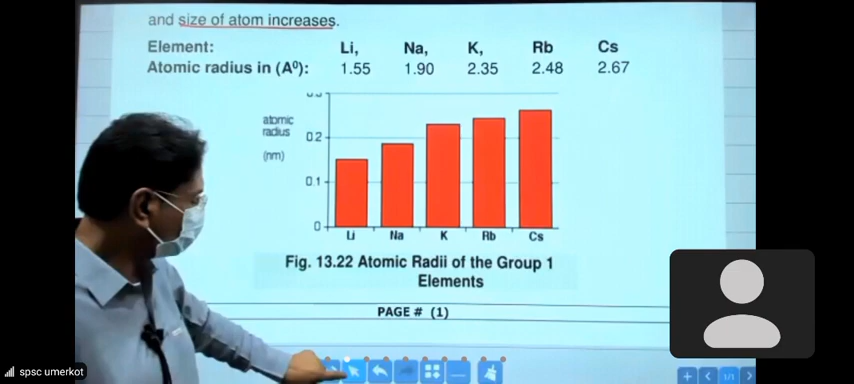 and size of atom increases.
Element: Li, Na, K, Rb Cs
Atomic radius in (A⁰): 1.55 1.90 2.35 2.48 2.67
atomic
radius
(nm)
0.2
0.1
0
Li Na K Rb Cs
Fig. 13.22 Atomic Radii of the Group 1
Elements
PAGE # (1)
1/1
spsc umerkot